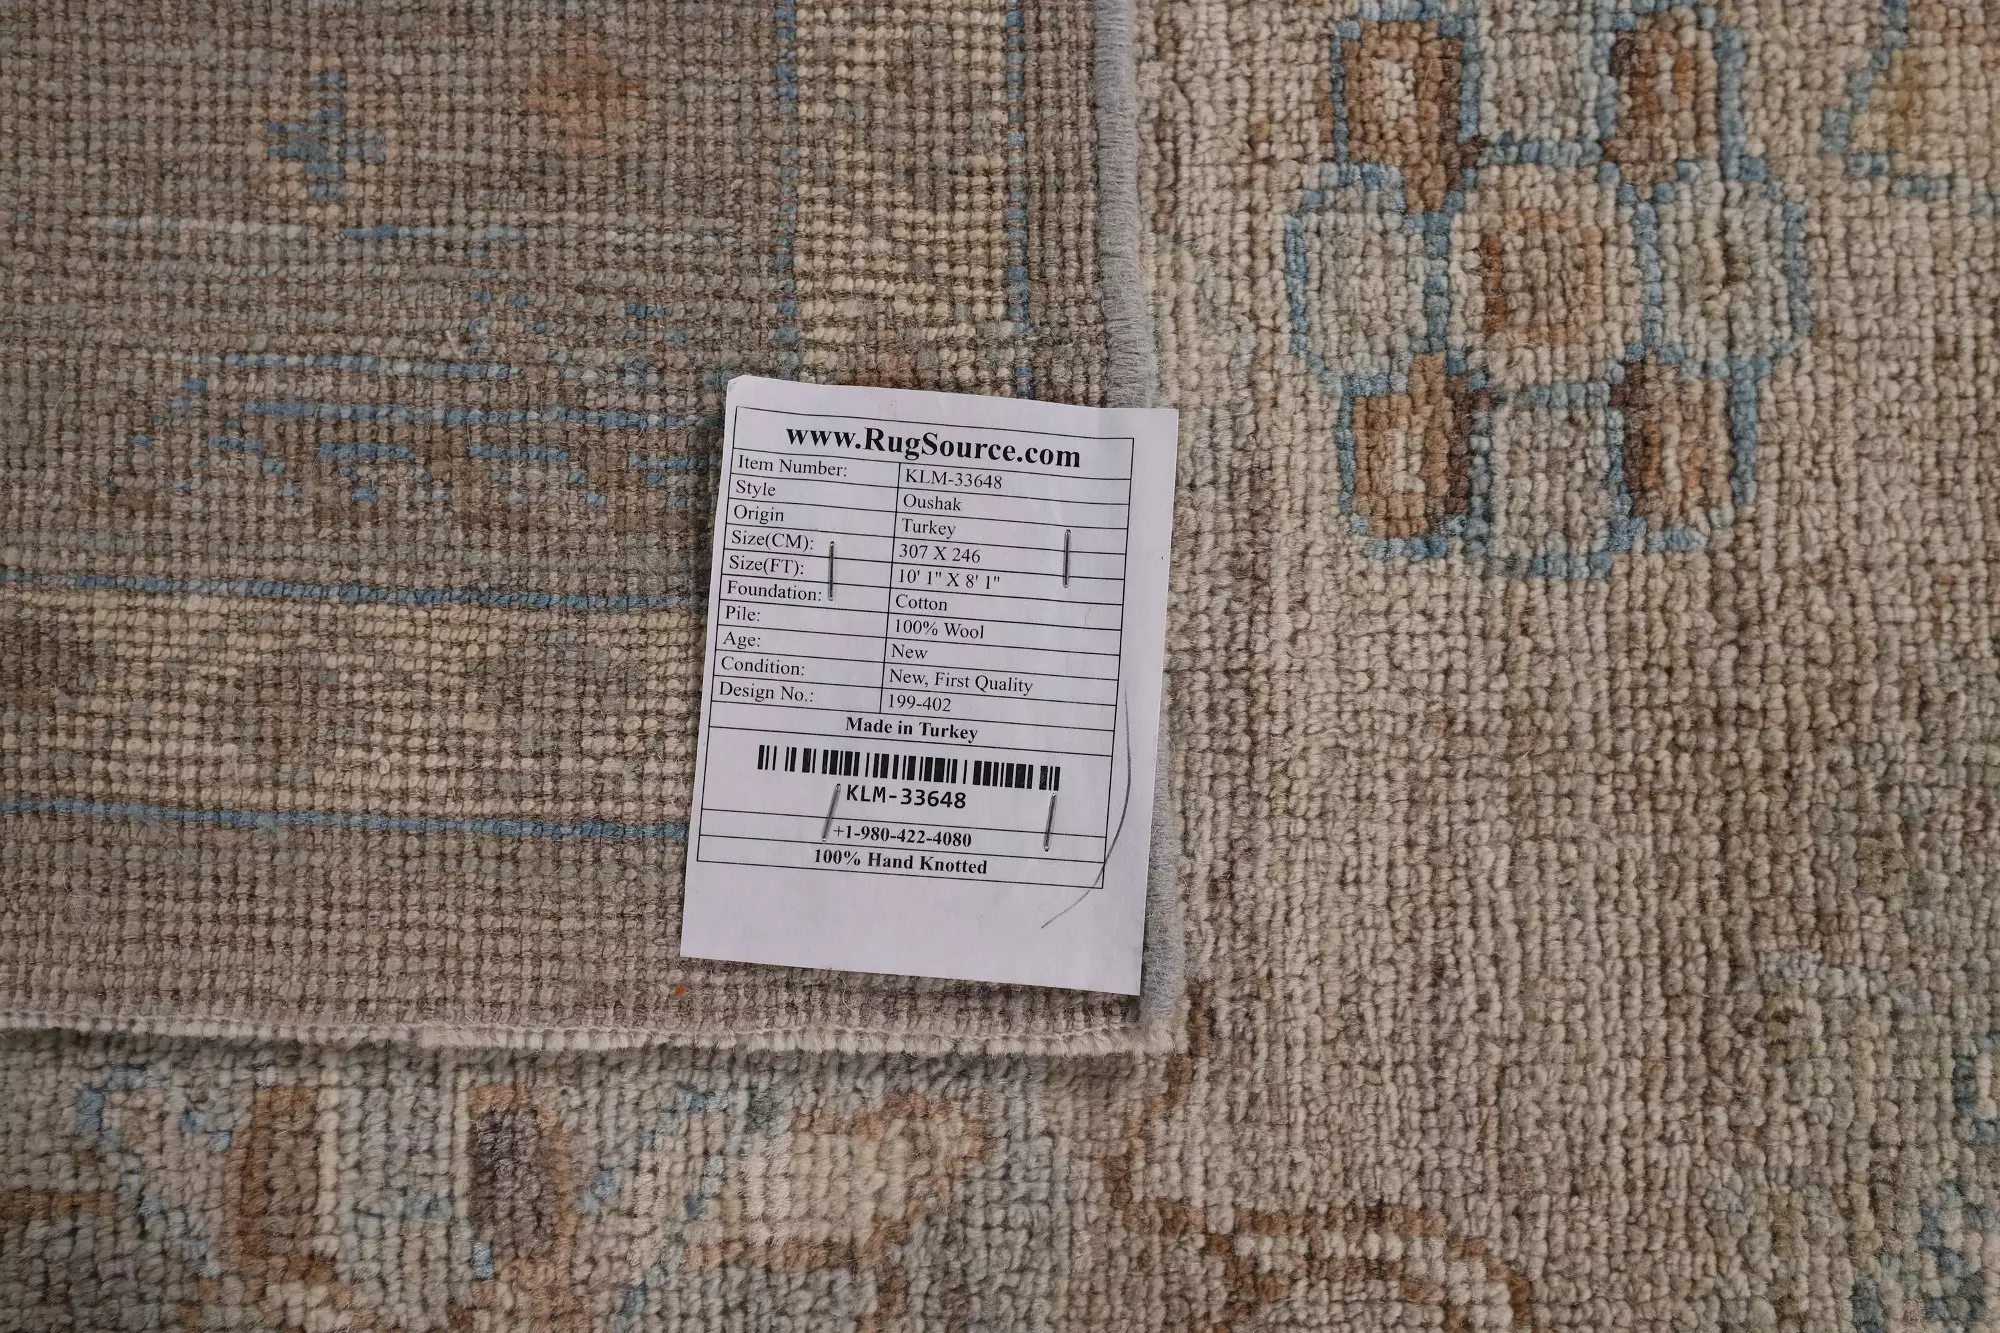 www.RugSource.com
Item Number: KLM-33648
Style Oushak
Origin Turkey
Size(CM): 307 X 246
Size(FT): 10' 1" X 8' 1"
Foundation: Cotton
Pile: 100% Wool
Age: New
Condition: New, First Quality
Design No.: 199-402
Made in Turkey
KLM-33648
+1-980-422-4080
100% Hand Knotted